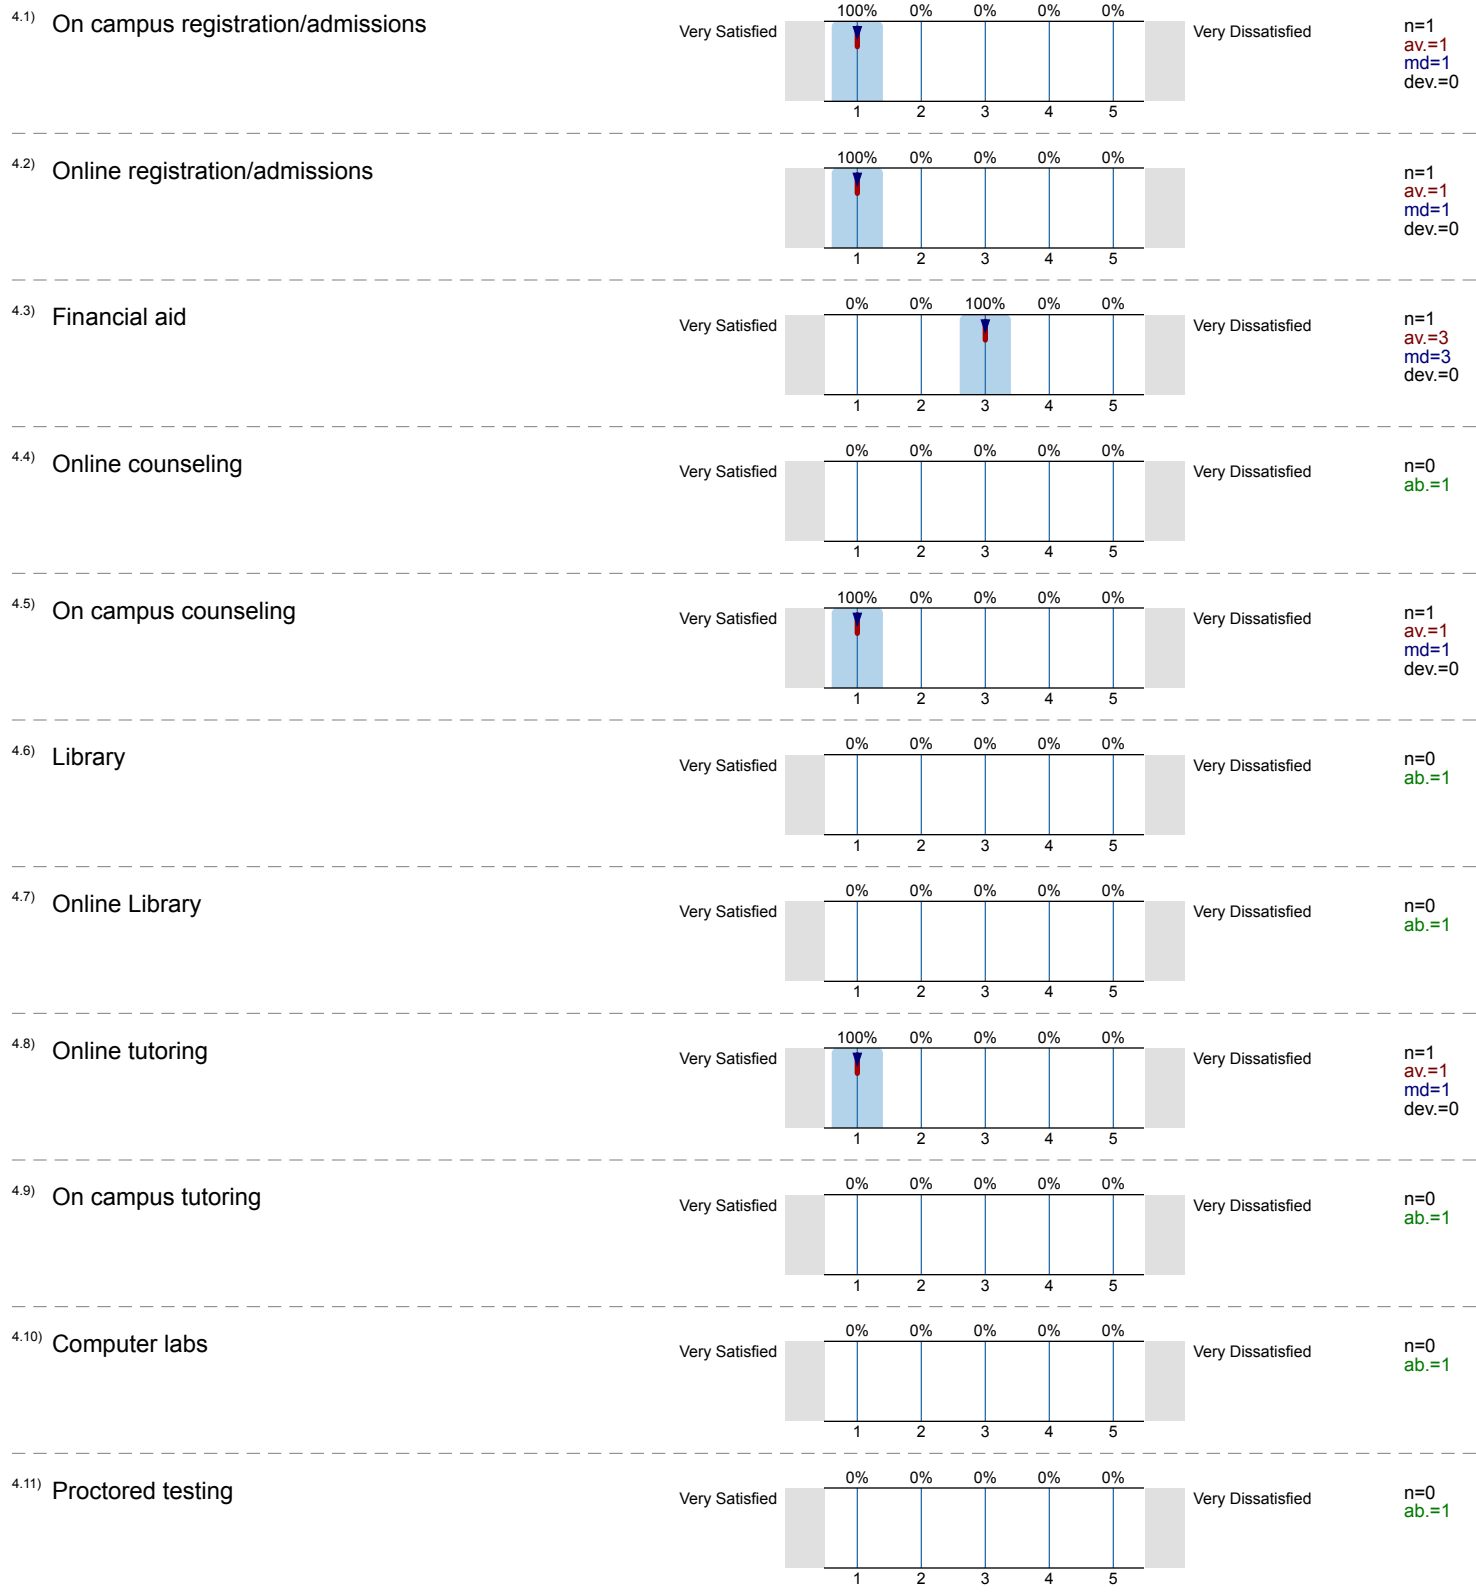 4.1) On campus registration/admissions
100% 0% 0% 0% 0%
Very Satisfied Very Dissatisfied
n=1
av.=1
md=1
dev.=0
1 2 3 4 5
4.2) Online registration/admissions
100% 0% 0% 0% 0%
n=1
av.=1
md=1
dev.=0
1 2 3 4 5
4.3) Financial aid
0% 0% 100% 0% 0%
Very Satisfied Very Dissatisfied
n=1
av.=3
md=3
dev.=0
1 2 3 4 5
4.4) Online counseling
0% 0% 0% 0% 0%
Very Satisfied Very Dissatisfied
n=0
ab.=1
1 2 3 4 5
4.5) On campus counseling
100% 0% 0% 0% 0%
Very Satisfied Very Dissatisfied
n=1
av.=1
md=1
dev.=0
1 2 3 4 5
4.6) Library
0% 0% 0% 0% 0%
Very Satisfied Very Dissatisfied
n=0
ab.=1
1 2 3 4 5
4.7) Online Library
0% 0% 0% 0% 0%
Very Satisfied Very Dissatisfied
n=0
ab.=1
1 2 3 4 5
4.8) Online tutoring
100% 0% 0% 0% 0%
Very Satisfied Very Dissatisfied
n=1
av.=1
md=1
dev.=0
1 2 3 4 5
4.9) On campus tutoring
0% 0% 0% 0% 0%
Very Satisfied Very Dissatisfied
n=0
ab.=1
1 2 3 4 5
4.10) Computer labs
0% 0% 0% 0% 0%
Very Satisfied Very Dissatisfied
n=0
ab.=1
1 2 3 4 5
4.11) Proctored testing
0% 0% 0% 0% 0%
Very Satisfied Very Dissatisfied
n=0
ab.=1
1 2 3 4 5